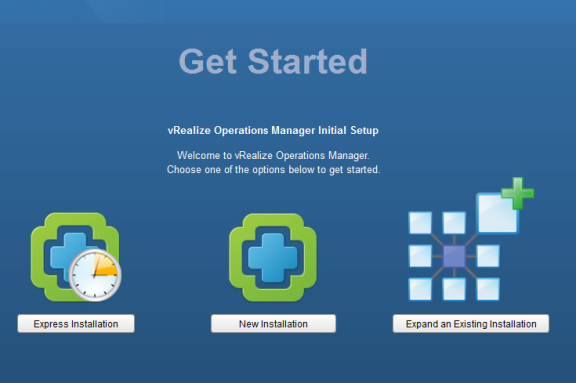 Get Started
vRealize Operations Manager Initial Setup
Welcome to vRealize Operations Manager.
Choose one of the options below to get started.
Express Installation
New Installation
Expand an Existing Installation